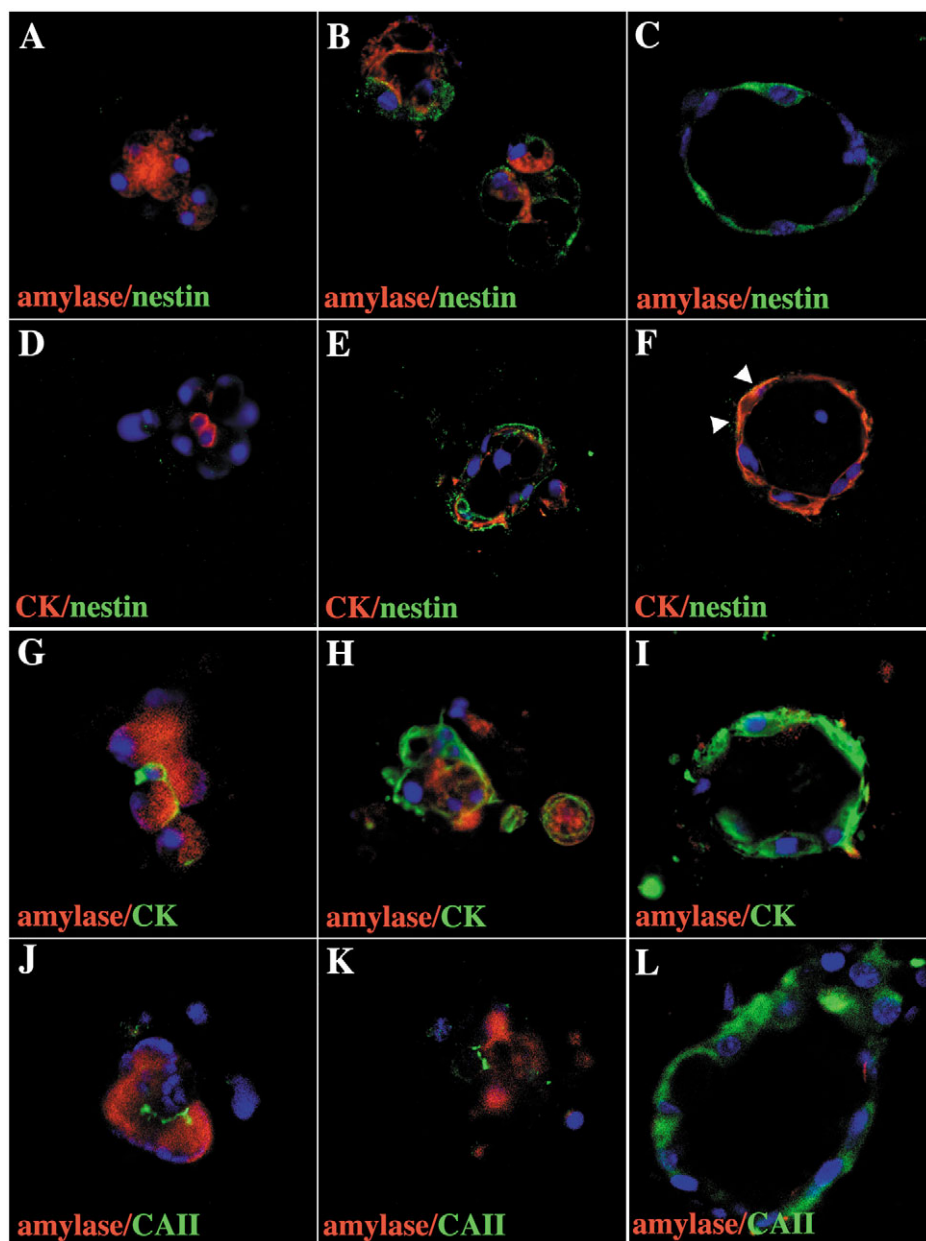 A
amylase/nestin
B
amylase/nestin
C
amylase/nestin
D
CK/nestin
E
CK/nestin
F
CK/nestin
G
amylase/CK
H
amylase/CK
I
amylase/CK
J
amylase/CAII
K
amylase/CAII
L
amylase/CAII